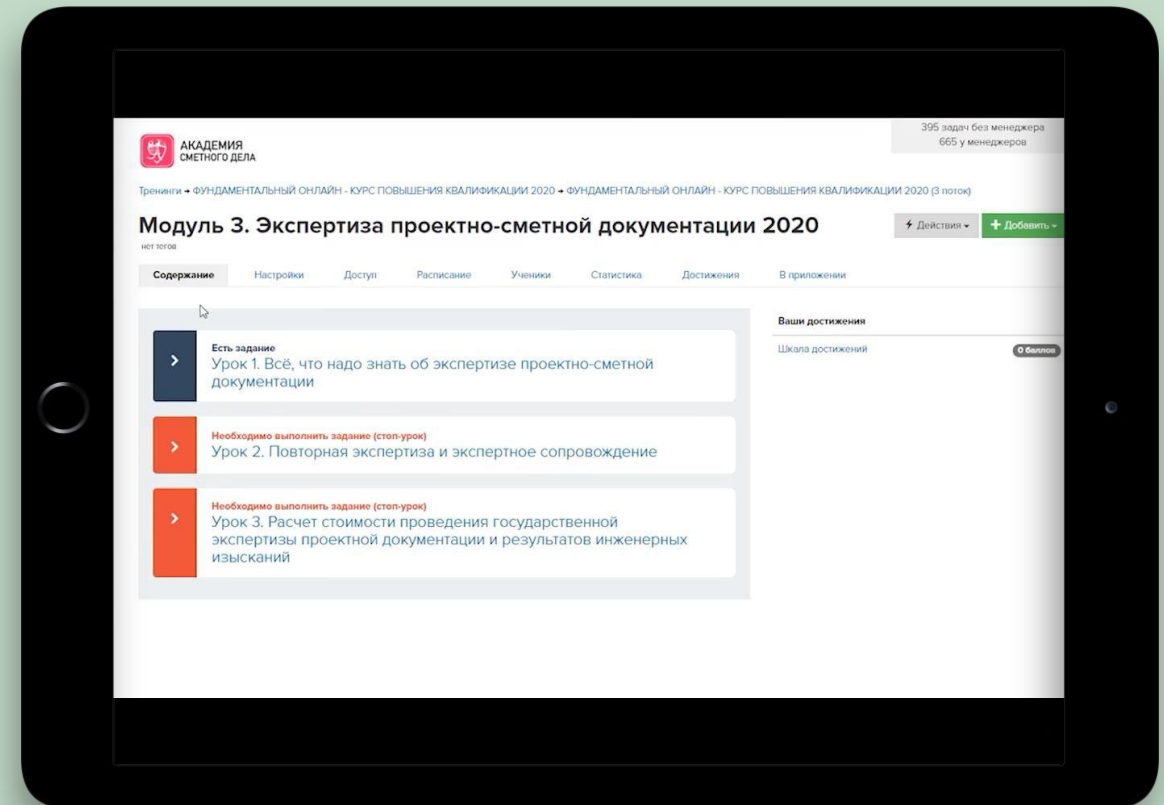 395 задач без менеджера
665 у менеджеров
АКАДЕМИЯ
СМЕТНОГО ДЕЛА
Тренинги → ФУНДАМЕНТАЛЬНЫЙ ОНЛАЙН - КУРС ПОВЫШЕНИЯ КВАЛИФИКАЦИИ 2020 → ФУНДАМЕНТАЛЬНЫЙ ОНЛАЙН - КУРС ПОВЫШЕНИЯ КВАЛИФИКАЦИИ 2020 (3 поток)
Модуль 3. Экспертиза проектно-сметной документации 2020
Действия
+ Добавить
нет тегов
Содержание Настройки Доступ Расписание Ученики Статистика Достижения В приложении
Есть задание
Урок 1. Всё, что надо знать об экспертизе проектно-сметной
документации
Необходимо выполнить задание (стоп-урок)
Урок 2. Повторная экспертиза и экспертное сопровождение
Необходимо выполнить задание (стоп-урок)
Урок 3. Расчет стоимости проведения государственной
экспертизы проектной документации и результатов инженерных
изысканий
Ваши достижения
Шкала достижений 0 баллов